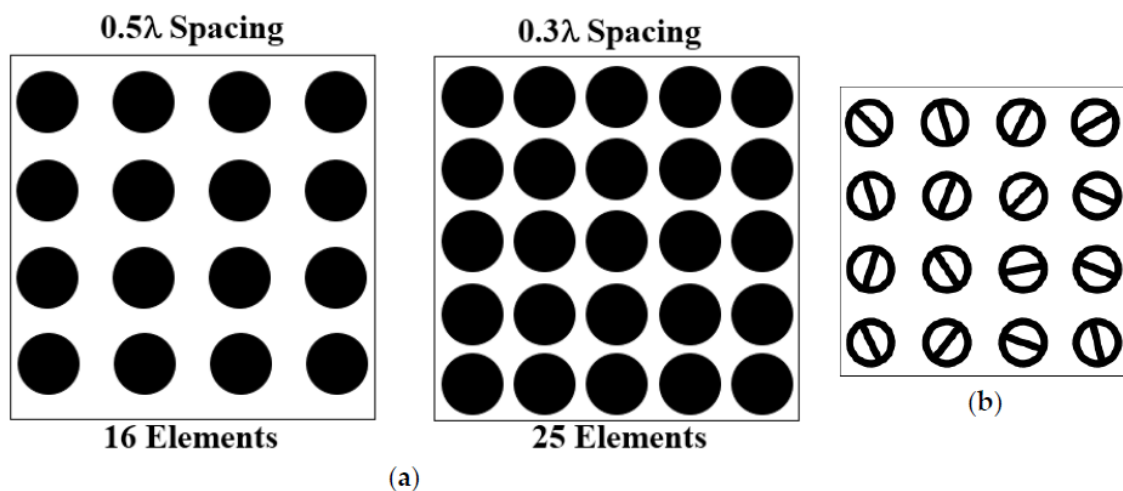 0.5λ Spacing
0.3λ Spacing
16 Elements
25 Elements
(a)
(b)